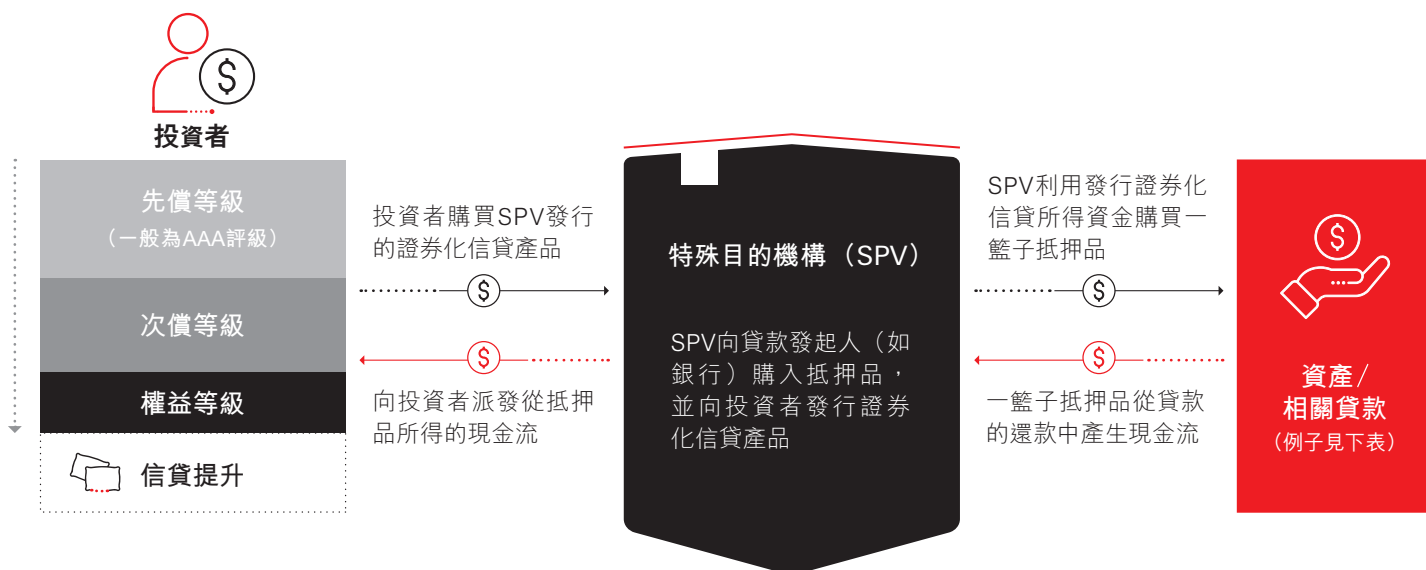 投資者
先償等級
（一般為AAA評級）
次償等級
權益等級
信貸提升
投資者購買SPV發行
的證券化信貸產品
$
$
向投資者派發從抵押
品所得的現金流
特殊目的機構（SPV）
SPV向貸款發起人（如
銀行）購入抵押品，
並向投資者發行證券
化信貸產品
SPV利用發行證券化
信貸所得資金購買一
籃子抵押品
$
$
一籃子抵押品從貸款
的還款中產生現金流
$
資產/
相關貸款
（例子見下表）
$